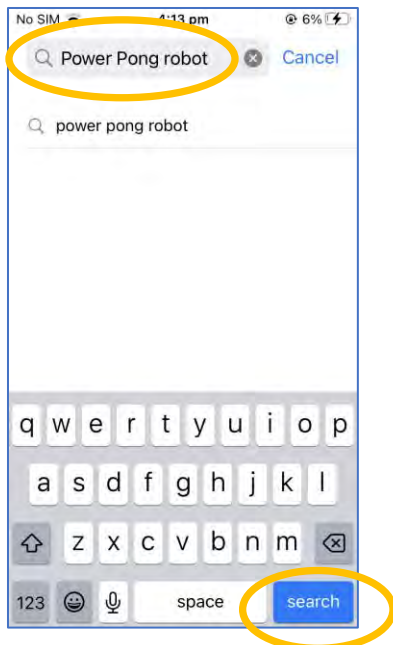 No SIM 4:13 pm 6%
Power Pong robot Cancel
power pong robot
q w e r t y u i o p
a s d f g h j k l
z x c v b n m
123 space search